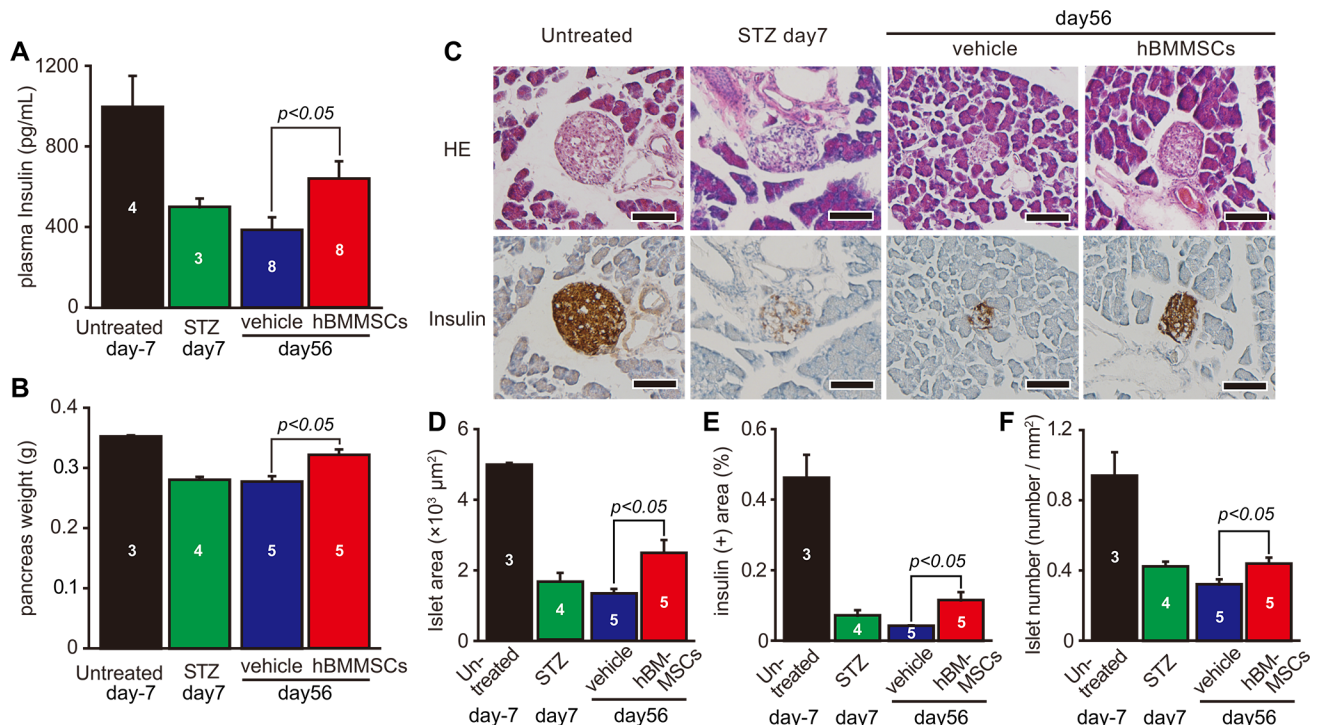 A
plasma Insulin (pg/mL)
1200
800
400
0
p<0.05
4
3
8
8
Untreated
day-7
STZ
day7
vehicle
hBMMSCs
day56
B
pancreas weight (g)
0.4
0.3
0.2
0.1
0
p<0.05
3
4
5
5
Untreated
day-7
STZ
day7
vehicle
hBMMSCs
day56
C
Untreated
STZ day7
day56
vehicle
hBMMSCs
HE
Insulin
D
Islet area (×10³ µm²)
6
4
2
0
p<0.05
3
4
5
5
Un-
treated
STZ
vehicle
hBM-
MSCs
day-7
day7
day56
E
insulin (+) area (%)
0.6
0.4
0.2
0
p<0.05
3
4
5
5
Un-
treated
STZ
vehicle
hBM-
MSCs
day-7
day7
day56
F
Islet number (number / mm²)
1.2
0.8
0.4
0
p<0.05
3
4
5
5
Un-
treated
STZ
vehicle
hBM-
MSCs
day-7
day7
day56